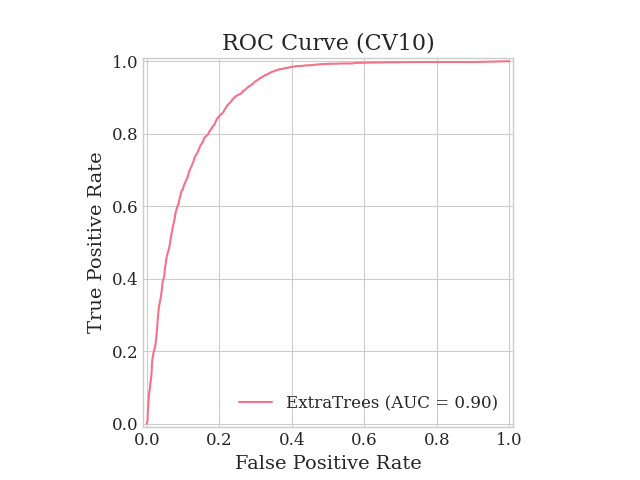 ROC Curve (CV10)
1.0
0.8
0.6
0.4
0.2
0.0
True Positive Rate
ExtraTrees (AUC = 0.90)
0.0 0.2 0.4 0.6 0.8 1.0
False Positive Rate